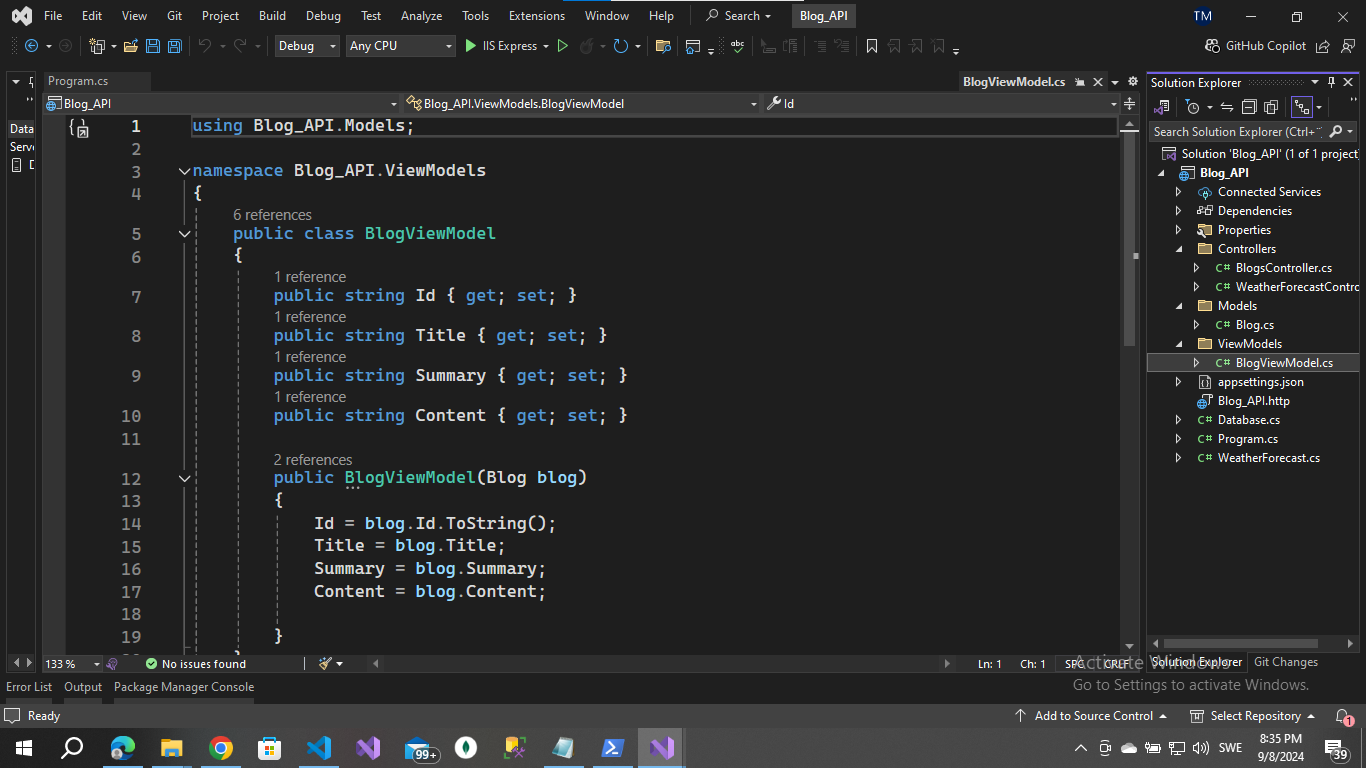 File Edit View Git Project Build Debug Test Analyze Tools Extensions Window Help Search Blog_API TM
Debug Any CPU IIS Express GitHub Copilot
Program.cs BlogViewModel.cs
Blog_API Blog_API.ViewModels.BlogViewModel Id
1 using Blog_API.Models;
2
3 namespace Blog_API.ViewModels
4 {
6 references
5 public class BlogViewModel
6 {
1 reference
7 public string Id { get; set; }
1 reference
8 public string Title { get; set; }
1 reference
9 public string Summary { get; set; }
1 reference
10 public string Content { get; set; }
11
2 references
12 public BlogViewModel(Blog blog)
13 {
14 Id = blog.Id.ToString();
15 Title = blog.Title;
16 Summary = blog.Summary;
17 Content = blog.Content;
18
19 }
Data
Serv
D
Solution Explorer
Search Solution Explorer (Ctrl+
Solution 'Blog_API' (1 of 1 project
Blog_API
Connected Services
Dependencies
Properties
Controllers
BlogsController.cs
WeatherForecastContro
Models
Blog.cs
ViewModels
BlogViewModel.cs
appsettings.json
Blog_API.http
Database.cs
Program.cs
WeatherForecast.cs
133 % No issues found Ln: 1 Ch: 1 SPC CRLF
Solution Explorer Git Changes
Activate Windows
Go to Settings to activate Windows.
Error List Output Package Manager Console
Ready Add to Source Control Select Repository 1
99+ SWE 8:35 PM
9/8/2024 39